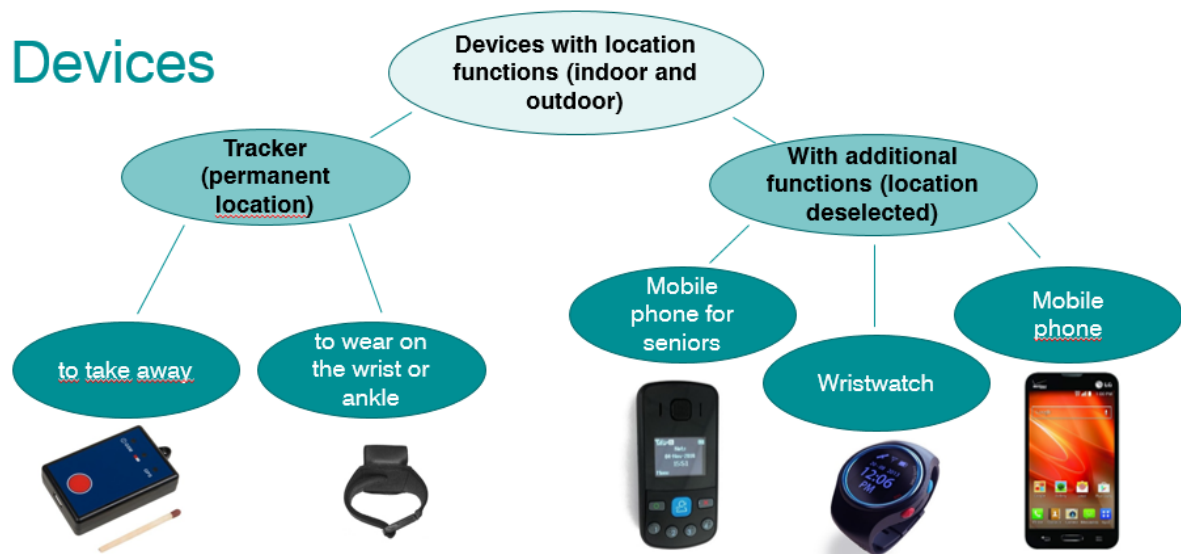 Devices
Devices with location
functions (indoor and
outdoor)
Tracker
(permanent
location)
With additional
functions (location
deselected)
to take away
to wear on
the wrist or
ankle
Mobile
phone for
seniors
Wristwatch
Mobile
phone
12:06
PM
LG